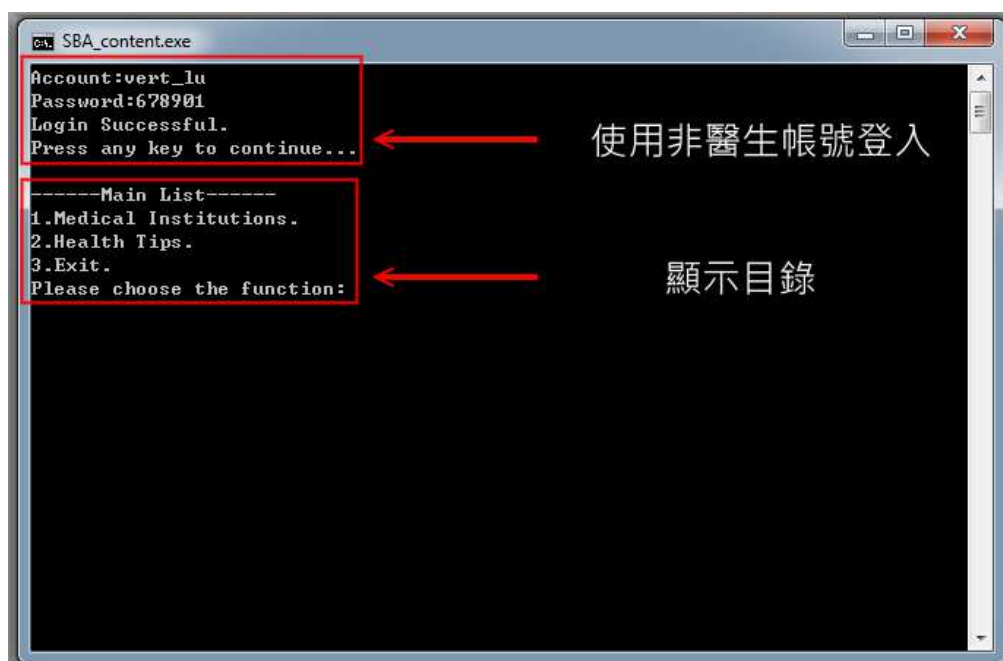 SBA_content.exe
Account:vert_lu
Password:678901
Login Successful.
Press any key to continue...
使用非醫生帳號登入
------Main List------
1.Medical Institutions.
2.Health Tips.
3.Exit.
Please choose the function:
顯示目錄